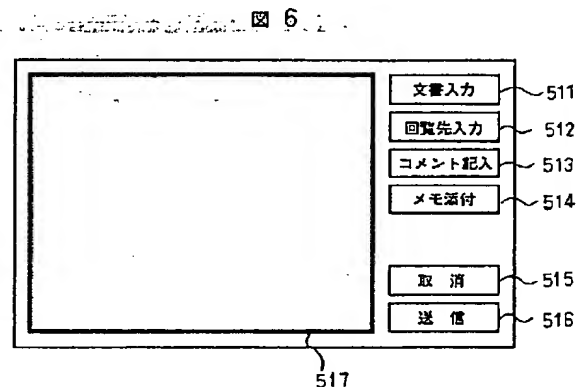 図 6
文書入力 511
回覧先入力 512
コメント記入 513
メモ添付 514
取 消 515
送 信 516
517